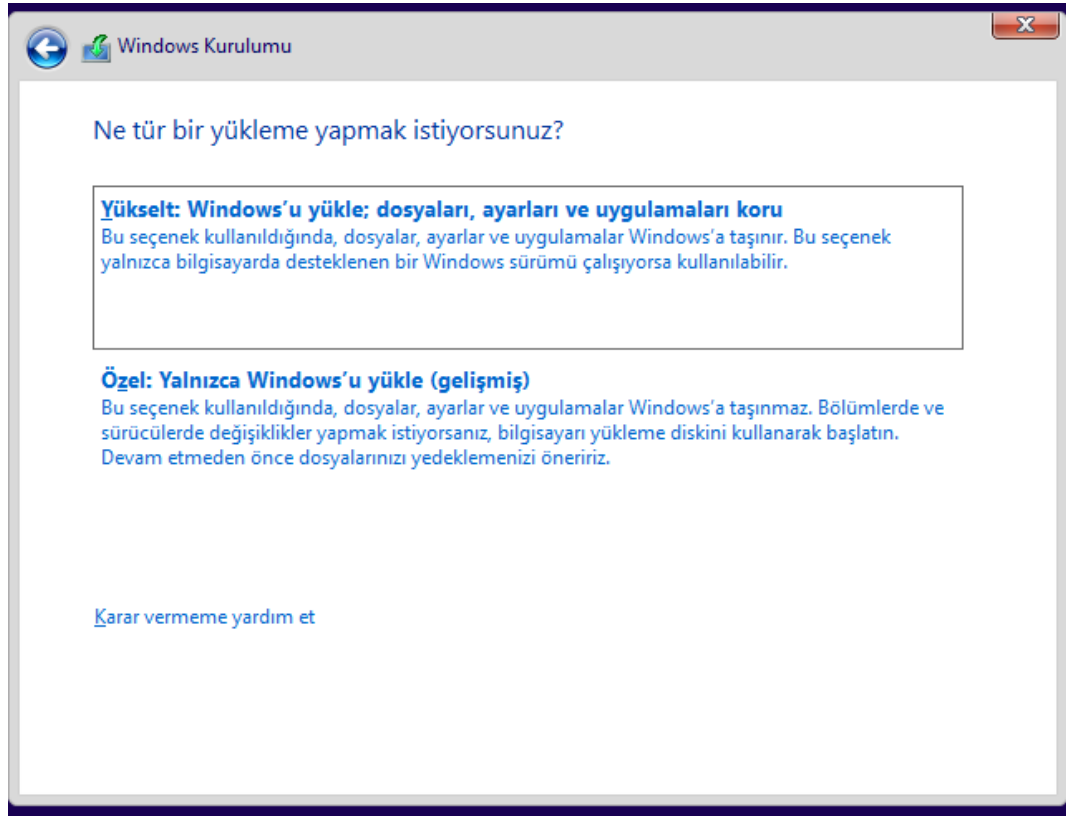 Windows Kurulumu
Ne tür bir yükleme yapmak istiyorsunuz?
Yükselt: Windows’u yükle; dosyaları, ayarları ve uygulamaları koru
Bu seçenek kullanıldığında, dosyalar, ayarlar ve uygulamalar Windows’a taşınır. Bu seçenek
yalnızca bilgisayarda desteklenen bir Windows sürümü çalışıyorsa kullanılabilir.
Özel: Yalnızca Windows’u yükle (gelişmiş)
Bu seçenek kullanıldığında, dosyalar, ayarlar ve uygulamalar Windows’a taşınmaz. Bölümlerde ve
sürücülerde değişiklikler yapmak istiyorsanız, bilgisayarı yükleme diskini kullanarak başlatın.
Devam etmeden önce dosyalarınızı yedeklemenizi öneririz.
Karar vermeme yardım et